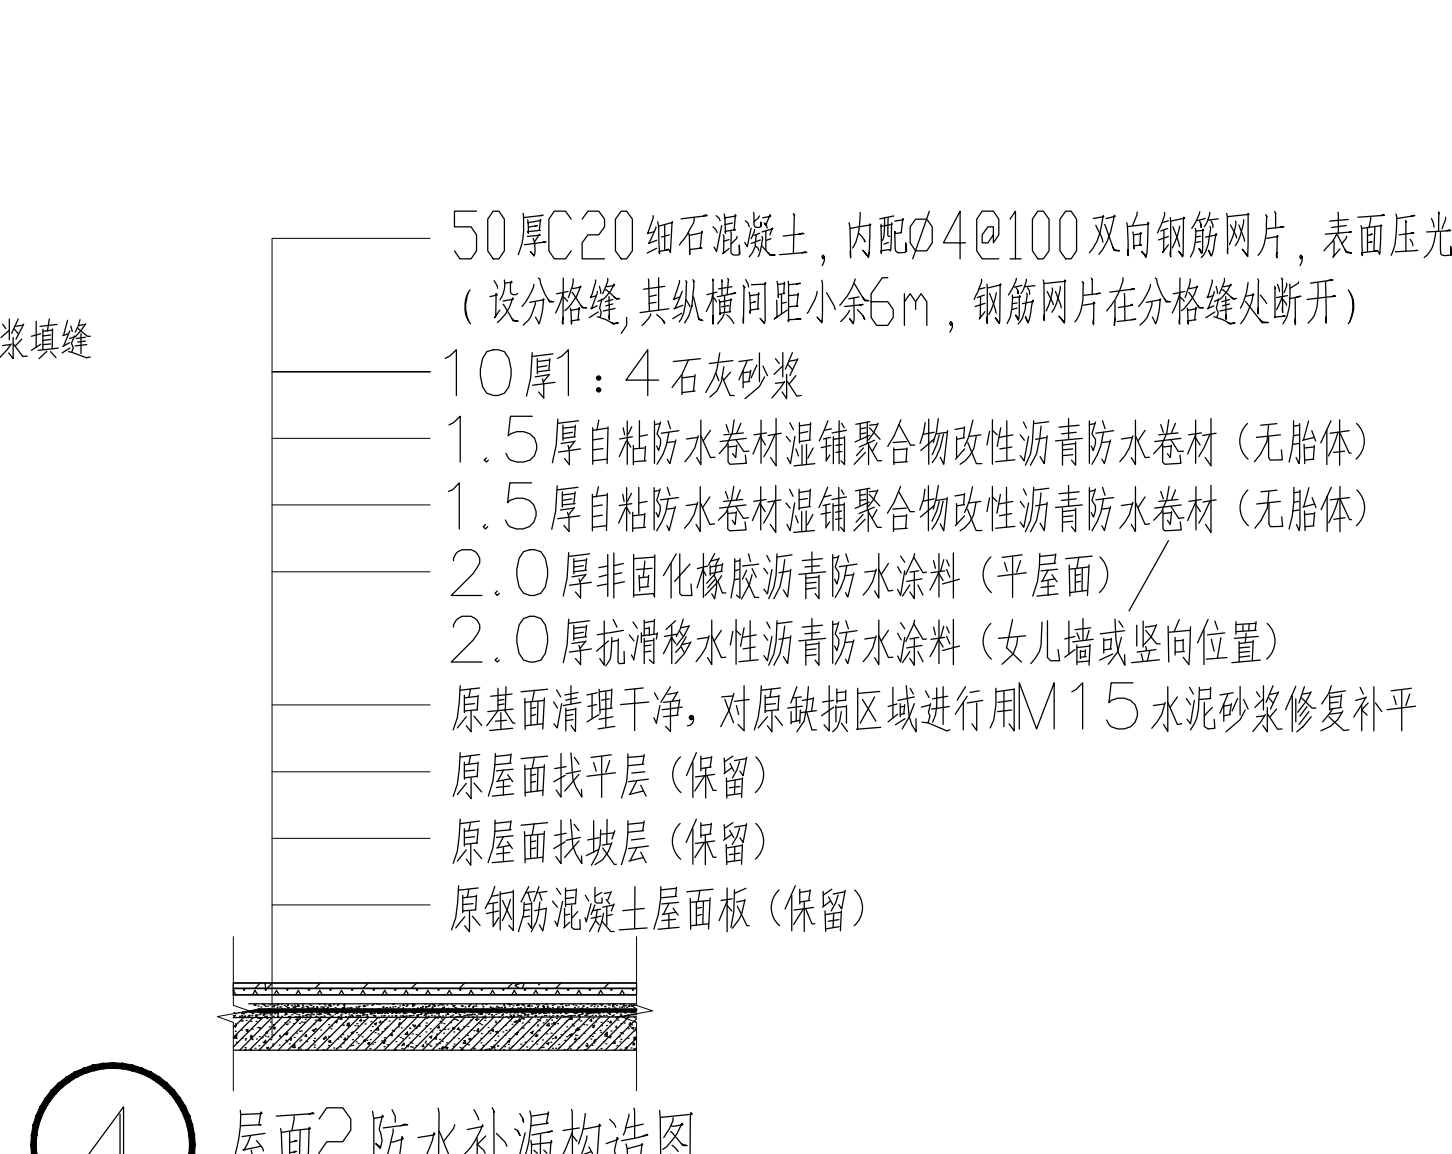 50厚C20细石混凝土，内配Ø4@100双向钢筋网片，表面压光
（设分格缝,其纵横间距小余6m，钢筋网片在分格缝处断开）
浆填缝
10厚1：4石灰砂浆
1.5厚自粘防水卷材湿铺聚合物改性沥青防水卷材（无胎体）
1.5厚自粘防水卷材湿铺聚合物改性沥青防水卷材（无胎体）
2.0厚非固化橡胶沥青防水涂料（平屋面）/
2.0厚抗滑移水性沥青防水涂料（女儿墙或竖向位置）
原基面清理干净，对原缺损区域进行用M15水泥砂浆修复补平
原屋面找平层（保留）
原屋面找坡层（保留）
原钢筋混凝土屋面板（保留）
4
屋面2防水补漏构造图